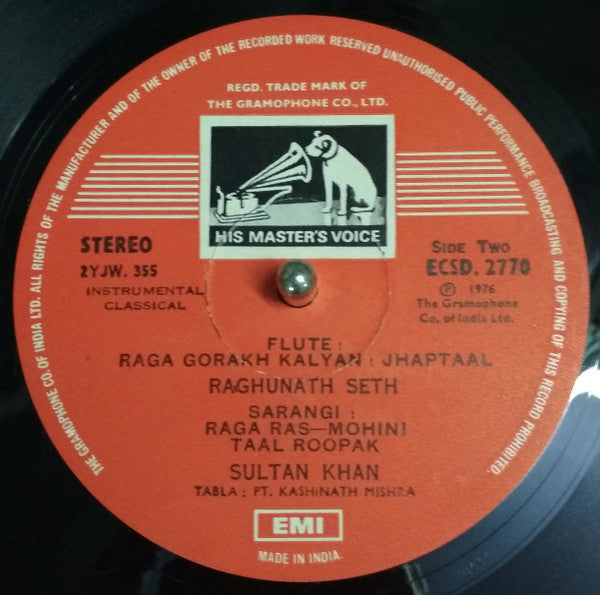 THE GRAMOPHONE CO. OF INDIA LTD. ALL RIGHTS OF THE MANUFACTURER AND OF THE OWNER OF THE RECORDED WORK RESERVED UNAUTHORISED PUBLIC PERFORMANCE BROADCASTING AND COPYING OF THIS RECORD PROHIBITED.
REGD. TRADE MARK OF
THE GRAMOPHONE CO., LTD.
HIS MASTER'S VOICE
STEREO
2YJW. 355
INSTRUMENTAL
CLASSICAL
SIDE TWO
ECSD. 2770
Ⓟ 1976
The Gramophone
Co. of India Ltd.
FLUTE :
RAGA GORAKH KALYAN : JHAPTAAL
RAGHUNATH SETH
SARANGI :
RAGA RAS—MOHINI
TAAL ROOPAK
SULTAN KHAN
TABLA : PT. KASHINATH MISHRA
EMI
MADE IN INDIA